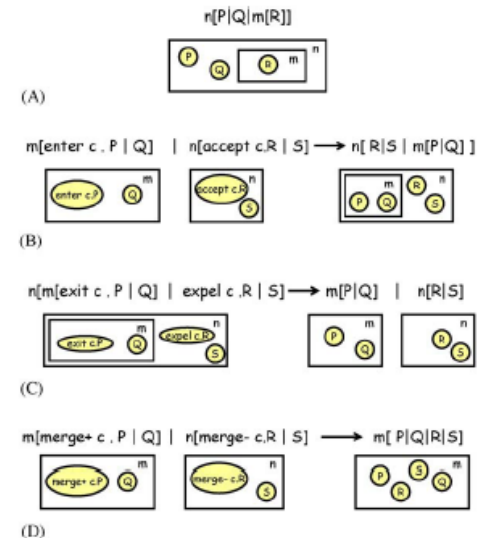 n[P|Q|m[R]]
P Q R m n
(A)
m[enter c . P | Q] | n[accept c.R | S] → n[ R|S | m[P|Q] ]
enter c.P Q m accept c.R S n P Q m R S n
(B)
n[m[exit c . P | Q] | expel c .R | S] → m[P|Q] | n[R|S]
exit c.P Q m expel c.R S n P Q m R S n
(C)
m[merge+ c . P | Q] | n[merge- c.R | S] → m[ P|Q|R|S]
merge+ c.P Q m merge- c.R S n P R S Q m
(D)